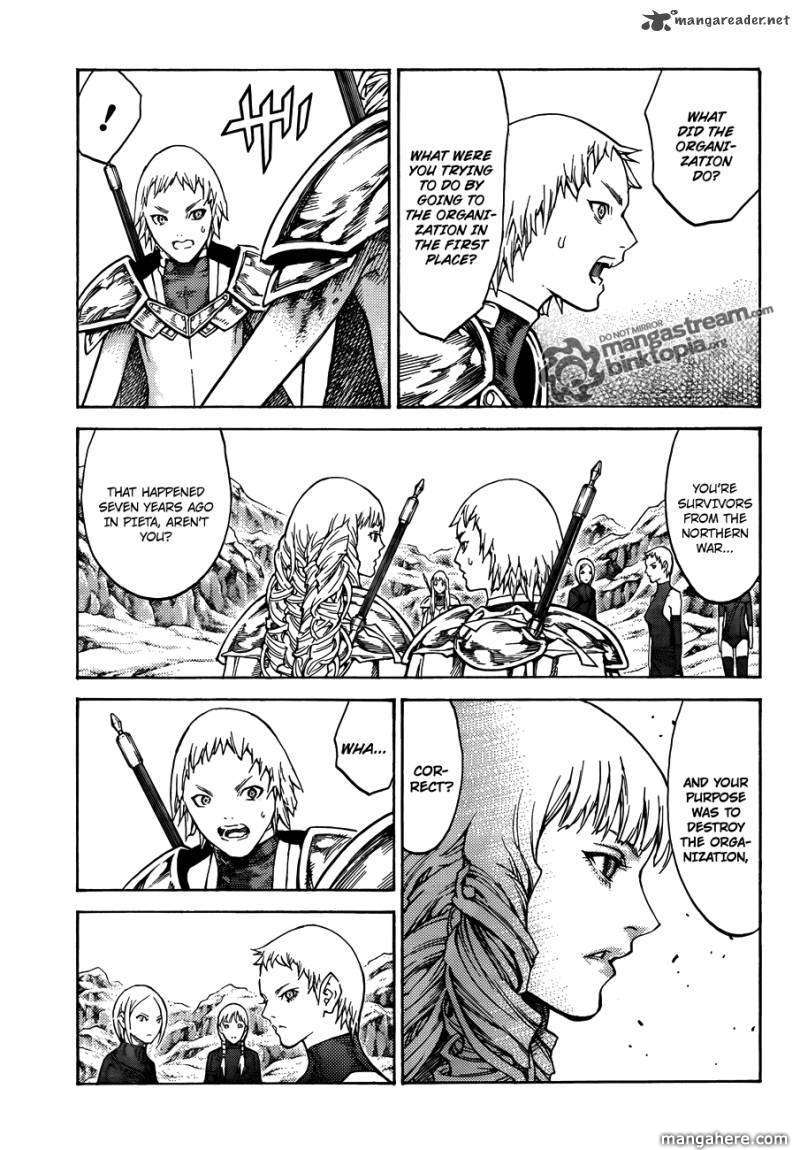 mangareader.net
WHAT
DID THE
ORGANI-
ZATION
DO?
WHAT WERE
YOU TRYING
TO DO BY
GOING TO
THE ORGANI-
ZATION IN
THE FIRST
PLACE?
DO NOT MIRROR
mangastream.com
binktopia.org
!
YOU'RE
SURVIVORS
FROM THE
NORTHERN
WAR...
THAT HAPPENED
SEVEN YEARS AGO
IN PIETA, AREN'T
YOU?
AND YOUR
PURPOSE
WAS TO
DESTROY
THE ORGA-
NIZATION,
COR-
RECT?
WHA...
www.mangahere.com